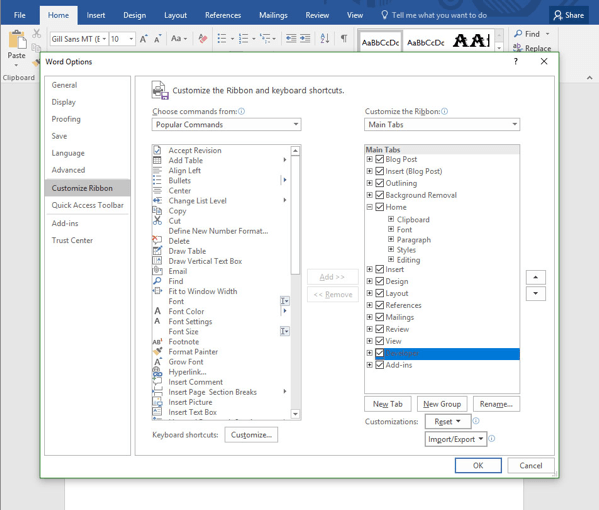 File Home Insert Design Layout References Mailings Review View Tell me what you want to do Share
Gill Sans MT (E 10 Aa AaBbCcDc AaBbCcDc AAI Find
Paste Replace
Clipboard
Word Options
General
Display
Proofing
Save
Language
Advanced
Customize Ribbon
Quick Access Toolbar
Add-ins
Trust Center
Customize the Ribbon and keyboard shortcuts.
Choose commands from:
Popular Commands
Accept Revision
Add Table
Align Left
Bullets
Center
Change List Level
Copy
Cut
Define New Number Format...
Delete
Draw Table
Draw Vertical Text Box
Email
Find
Fit to Window Width
Font
Font Color
Font Settings
Font Size
Footnote
Format Painter
Grow Font
Hyperlink...
Insert Comment
Insert Page Section Breaks
Insert Picture
Insert Text Box
Keyboard shortcuts: Customize...
Add >>
<< Remove
Customize the Ribbon:
Main Tabs
Main Tabs
Blog Post
Insert (Blog Post)
Outlining
Background Removal
Home
Clipboard
Font
Paragraph
Styles
Editing
Insert
Design
Layout
References
Mailings
Review
View
Add-ins
New Tab New Group Rename...
Customizations: Reset
Import/Export
OK Cancel